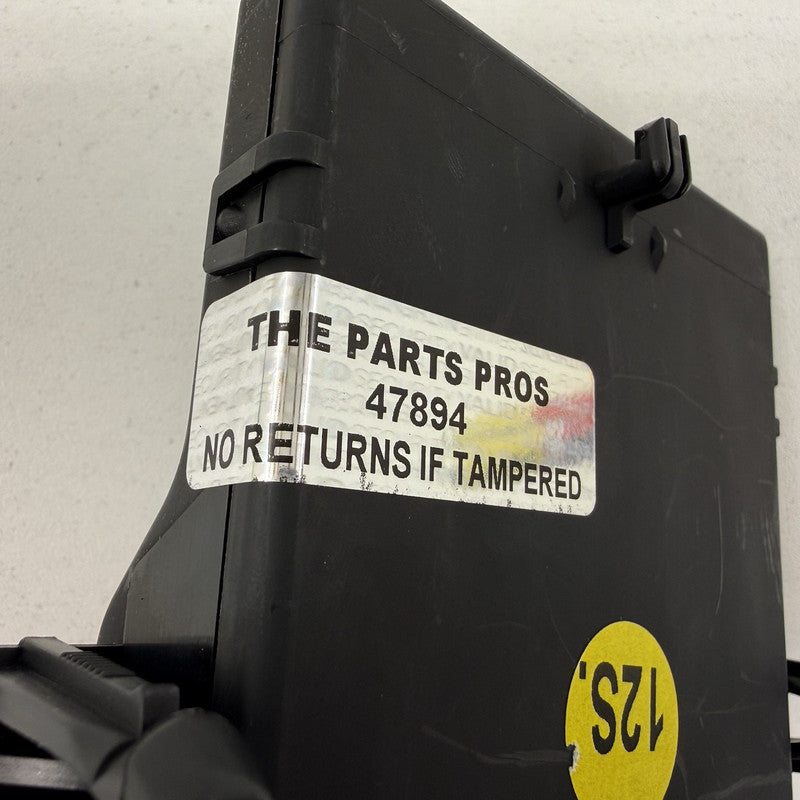 THE PARTS PROS
47894
NO RETURNS IF TAMPERED
12S.